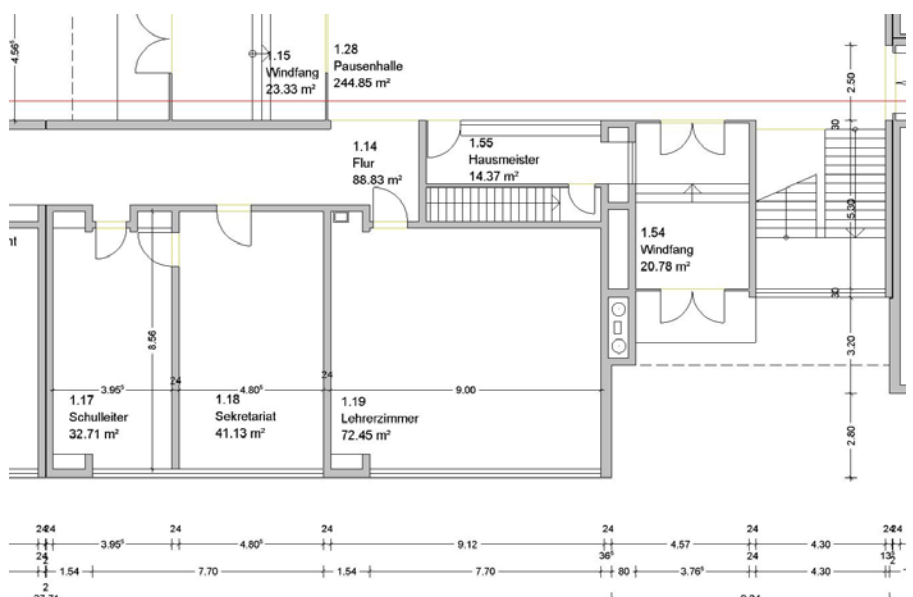 4.56⁵
1.15
Windfang
23.33 m²
1.28
Pausenhalle
244.85 m²
2.50
30
1.14
Flur
88.83 m²
1.55
Hausmeister
14.37 m²
5.30
1.54
Windfang
20.78 m²
30
8.56
3.20
24
24
3.95⁵
4.80⁵
9.00
1.17
Schulleiter
32.71 m²
1.18
Sekretariat
41.13 m²
1.19
Lehrerzimmer
72.45 m²
2.80
24 24 24 24 24 24
3.95⁵ 4.80⁵ 9.12 4.57 4.30
24 36⁵ 24 13⁵
2 1.54 7.70 1.54 7.70 80 3.76⁵ 4.30
2